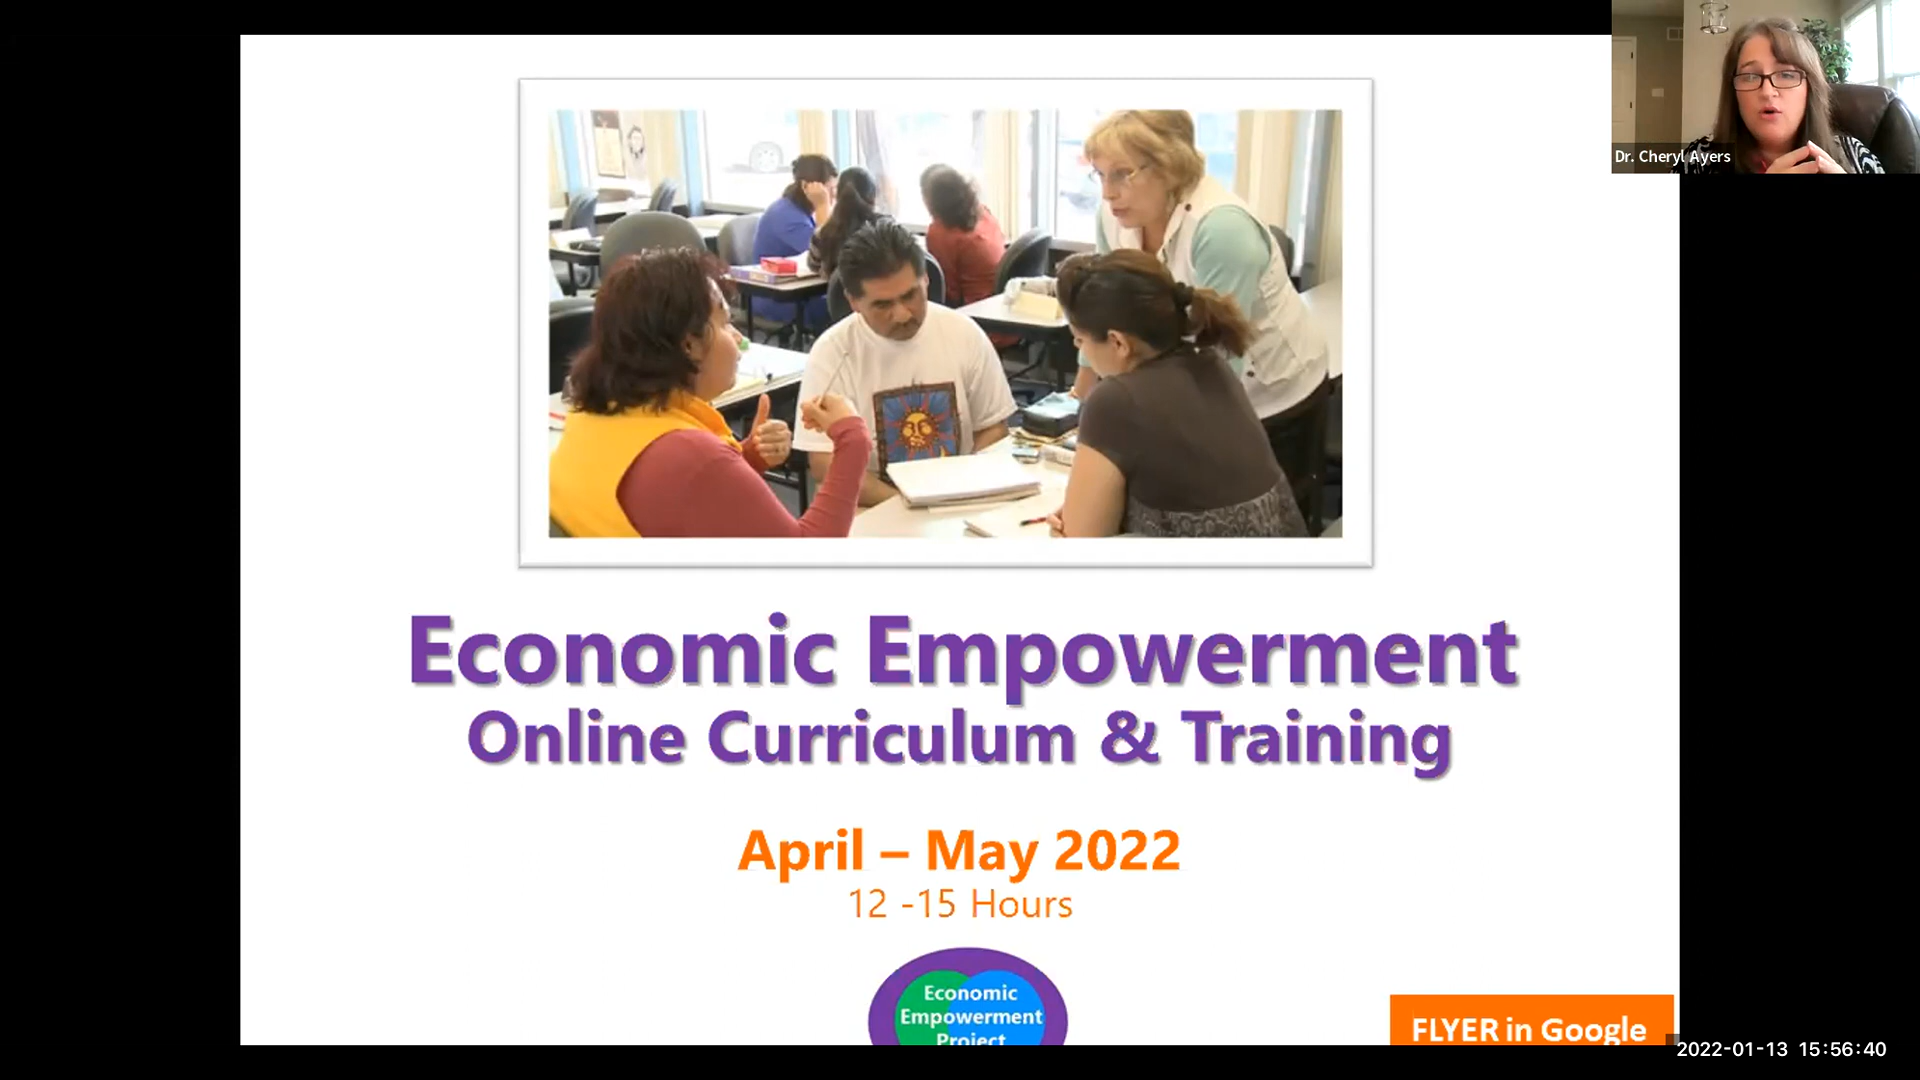 Dr. Cheryl Ayers
Economic Empowerment
Online Curriculum & Training
April – May 2022
12 -15 Hours
Economic
Empowerment
Project
FLYER in Google
2022-01-13 15:56:40